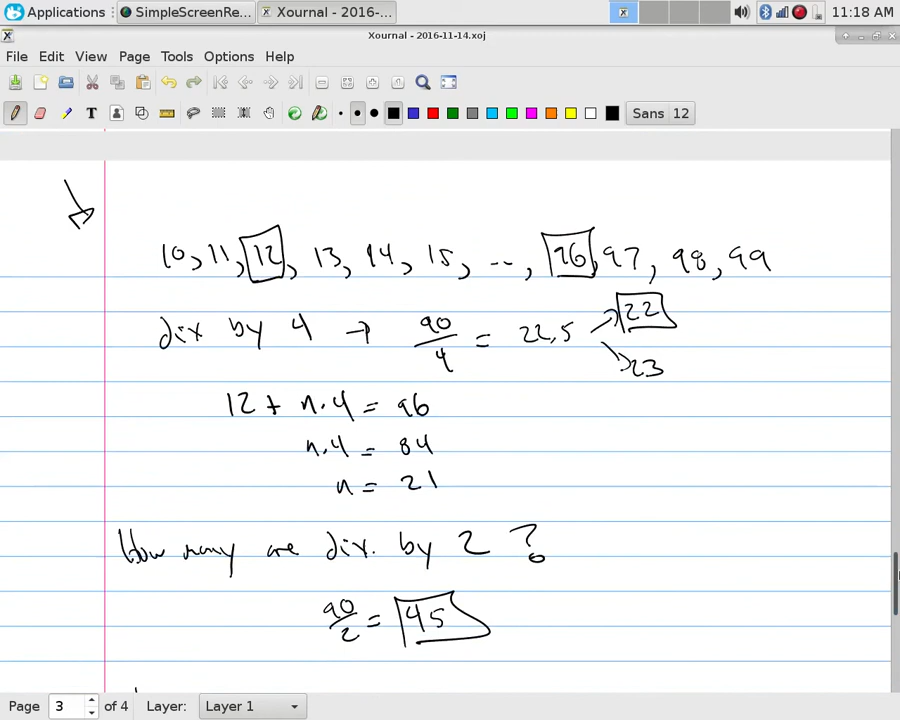 Applications SimpleScreenRe... Xournal - 2016-... 11:18 AM
Xournal - 2016-11-14.xoj
File Edit View Page Tools Options Help
T Sans 12
10, 11, 12, 13, 14, 15, ..., 96, 97, 98, 99
div by 4 → 90/4 = 22,5 → 22
→ 23
12 + n·4 = 96
n·4 = 84
n = 21
How many are div. by 2 ?
90/2 = 45
Page 3 of 4 Layer: Layer 1